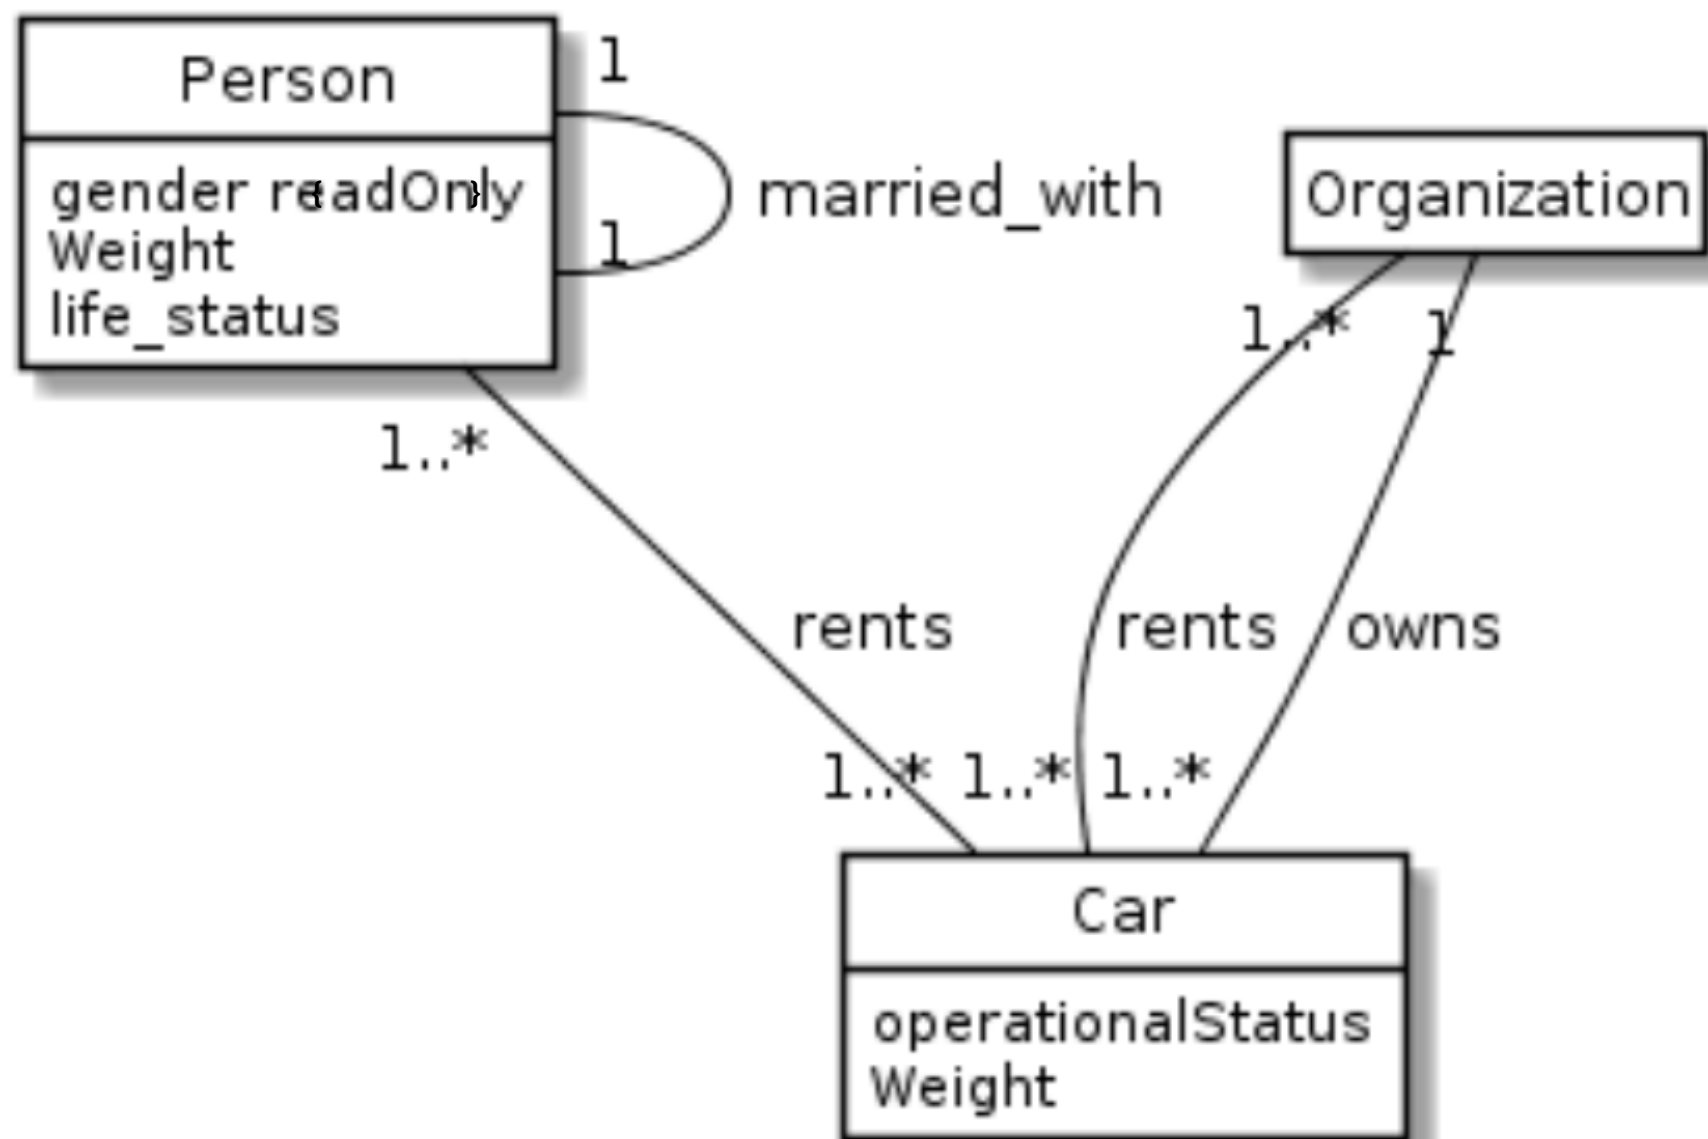 Person
gender {readOnly}
Weight
life_status
1
1
married_with
Organization
1..*
1
1..*
rents
rents
owns
1..*
1..*
1..*
Car
operationalStatus
Weight